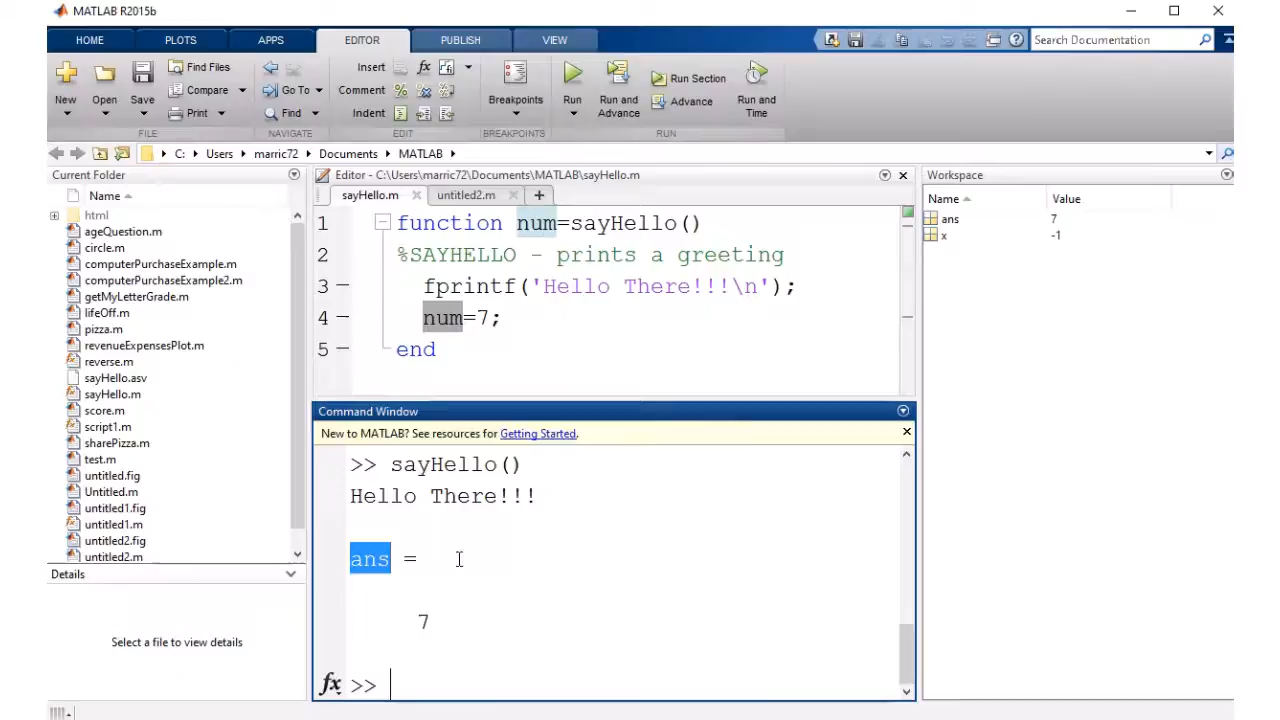 MATLAB R2015b
HOME PLOTS APPS EDITOR PUBLISH VIEW
Search Documentation
New
Open
Save
Find Files
Compare
Print
FILE
Go To
Find
NAVIGATE
Insert
Comment
Indent
EDIT
Breakpoints
BREAKPOINTS
Run
Run and
Advance
Run Section
Advance
Run and
Time
RUN
C: Users marric72 Documents MATLAB
Current Folder
Name
html
ageQuestion.m
circle.m
computerPurchaseExample.m
computerPurchaseExample2.m
getMyLetterGrade.m
lifeOff.m
pizza.m
revenueExpensesPlot.m
reverse.m
sayHello.asv
sayHello.m
score.m
script1.m
sharePizza.m
test.m
untitled.fig
Untitled.m
untitled1.fig
untitled1.m
untitled2.fig
untitled2.m
Details
Select a file to view details
Editor - C:\Users\marric72\Documents\MATLAB\sayHello.m
sayHello.m untitled2.m
1 function num=sayHello()
2 %SAYHELLO - prints a greeting
3 fprintf('Hello There!!!\n');
4 num=7;
5 end
Command Window
New to MATLAB? See resources for Getting Started.
>> sayHello()
Hello There!!!
ans =
7
fx >>
Workspace
Name Value
ans 7
x -1